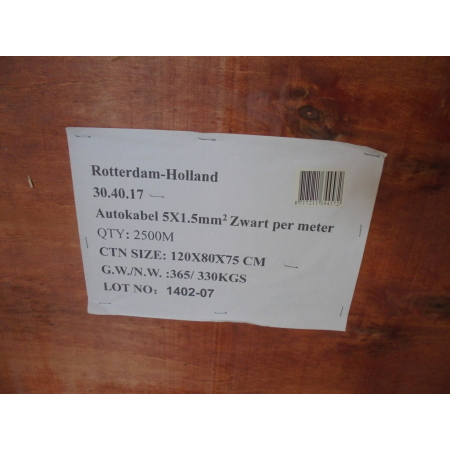 Rotterdam-Holland
30.40.17
Autokabel 5X1.5mm² Zwart per meter
QTY: 2500M
CTN SIZE: 120X80X75 CM
G.W./N.W. :365/ 330KGS
LOT NO: 1402-07